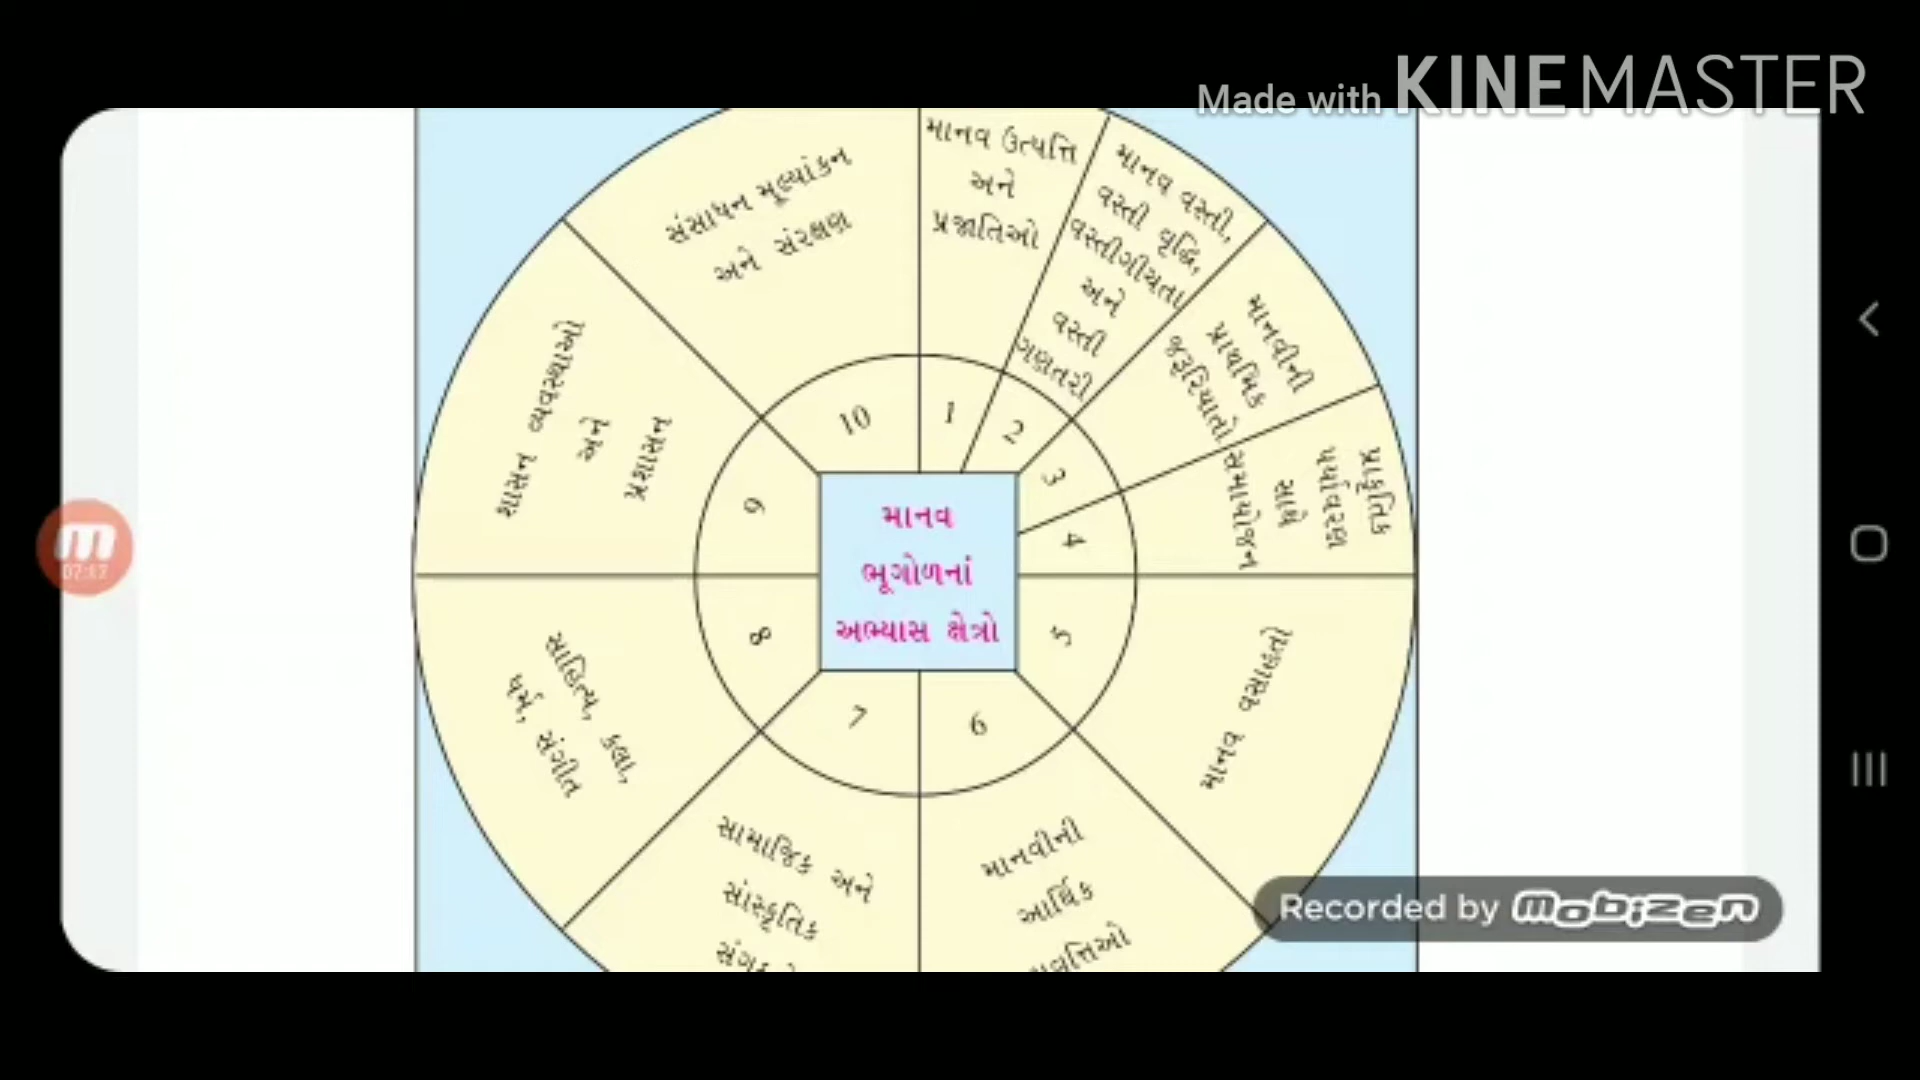 Made with KINEMASTER
માનવ ઉત્પત્તિ
અને
પ્રજાતિઓ
માનવ વસ્તી,
વસ્તી વૃદ્ધિ,
વસ્તીગીચતા
અને
વસ્તી
ગણતરી
માનવીની
પ્રાથમિક
જરૂરિયાતો
પ્રાકૃતિક
પર્યાવરણ
સાથે
સમાયોજન
માનવ વસાહતો
માનવીની
આર્થિક
સામાજિક અને
સાંસ્કૃતિક
સાહિત્ય, કલા,
ધર્મ, સંગીત
શાસન વ્યવસ્થાઓ
અને
પ્રશાસન
સંસાધન મૂલ્યાંકન
અને સંરક્ષણ
1
2
3
4
5
6
7
8
9
10
માનવ
ભૂગોળનાં
અભ્યાસ ક્ષેત્રો
Recorded by mobizen